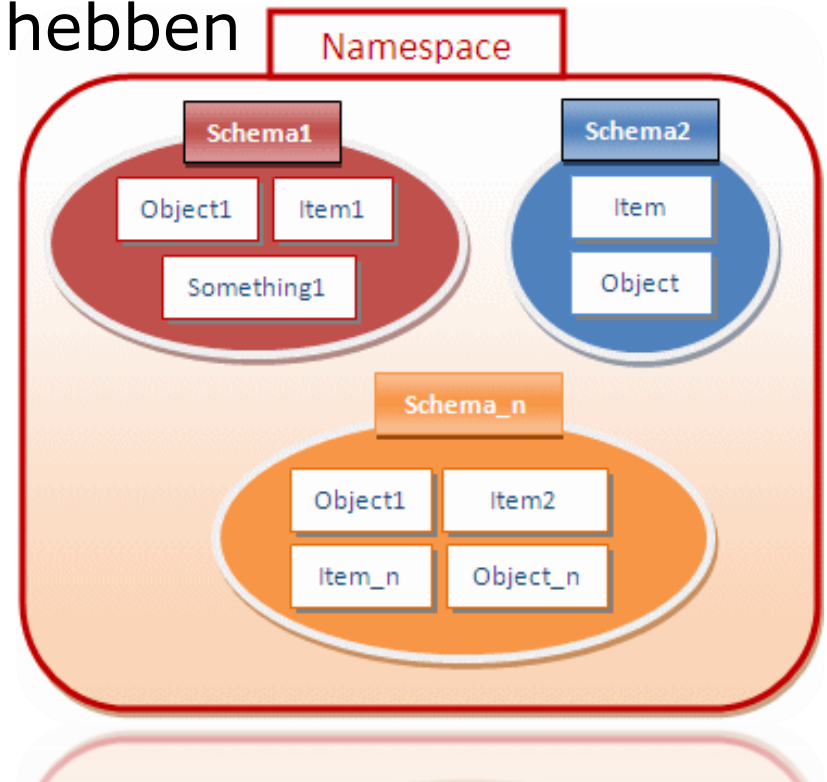 hebben
Namespace
Schema1
Object1 Item1
Something1
Schema2
Item
Object
Schema_n
Object1 Item2
Item_n Object_n